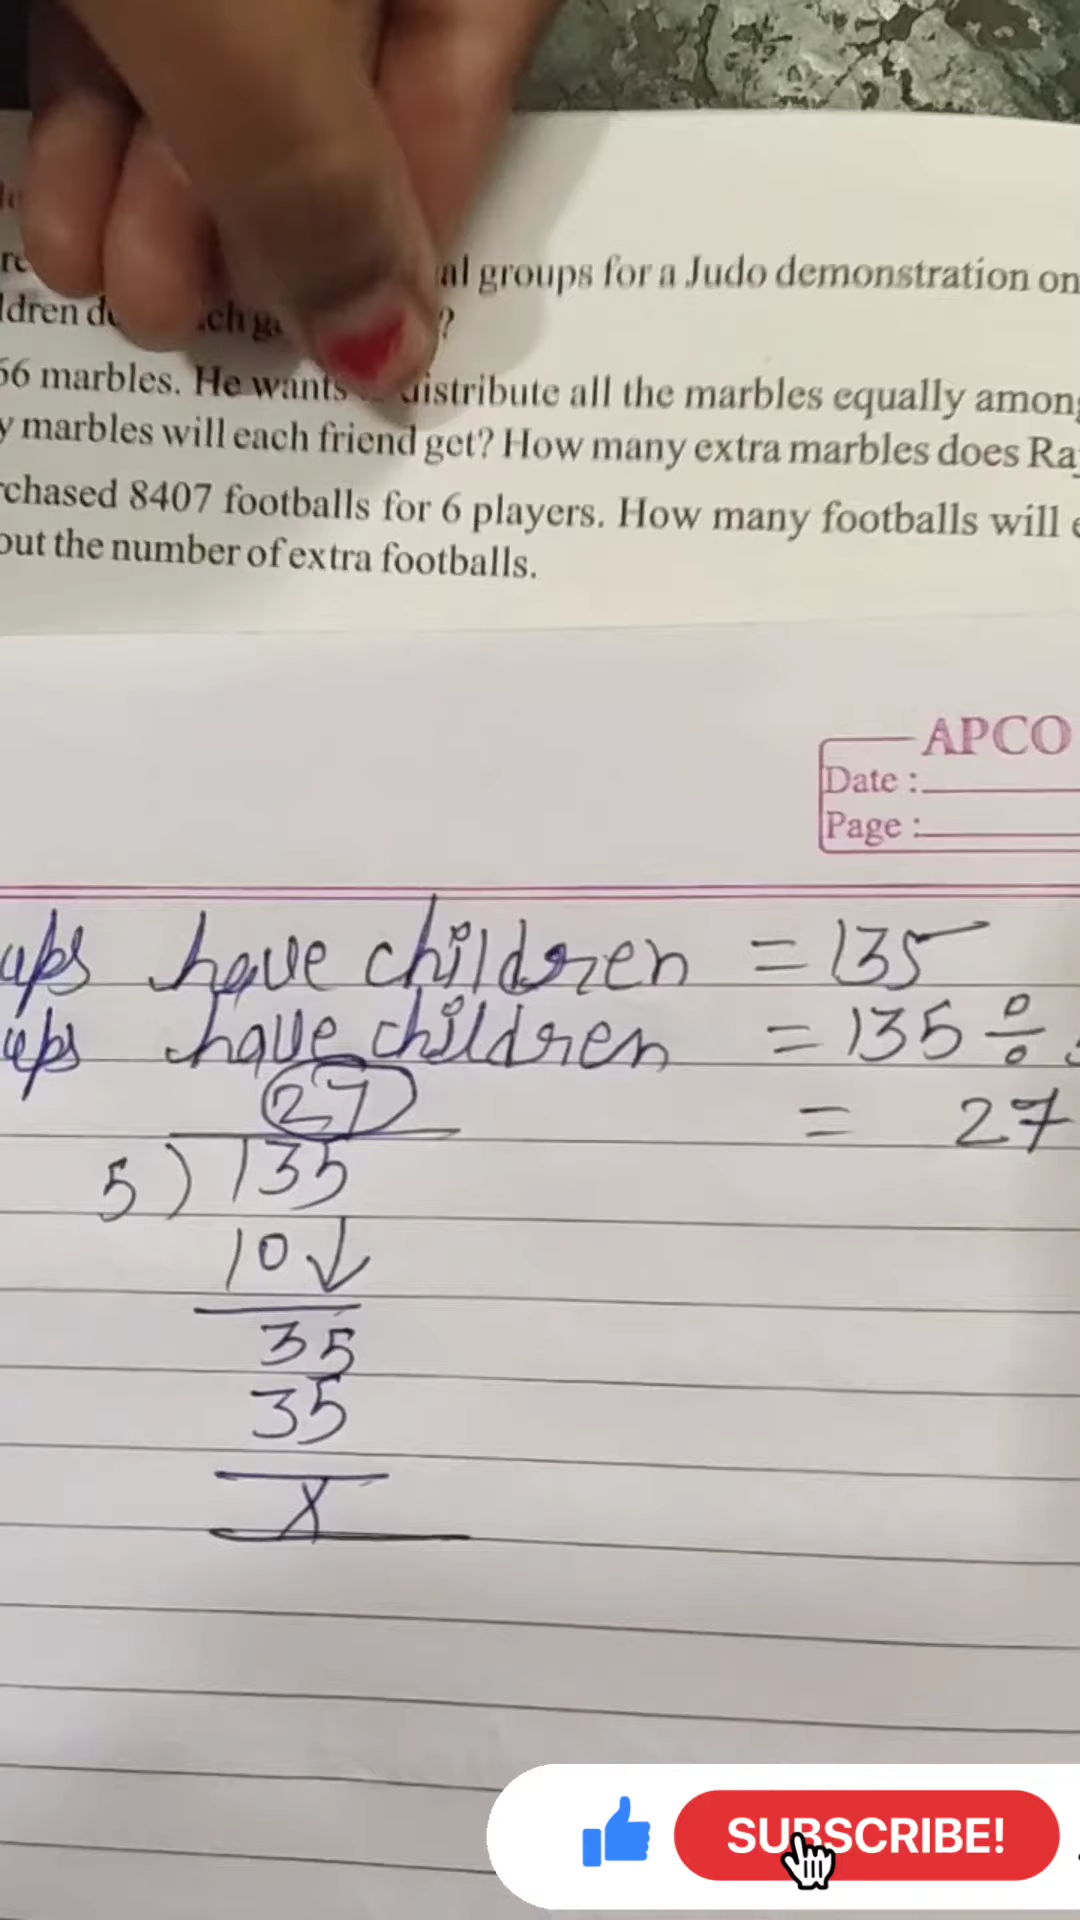 al groups for a Judo demonstration on
ldren
?
56 marbles. He wants distribute all the marbles equally among
y marbles will each friend get? How many extra marbles does Ra
rchased 8407 footballs for 6 players. How many footballs will e
out the number of extra footballs.
APCO
Date :
Page :
ups have children = 135
ups have children = 135 ÷
27
= 27
5 ) 135
10 ↓
35
35
x
SUBSCRIBE!